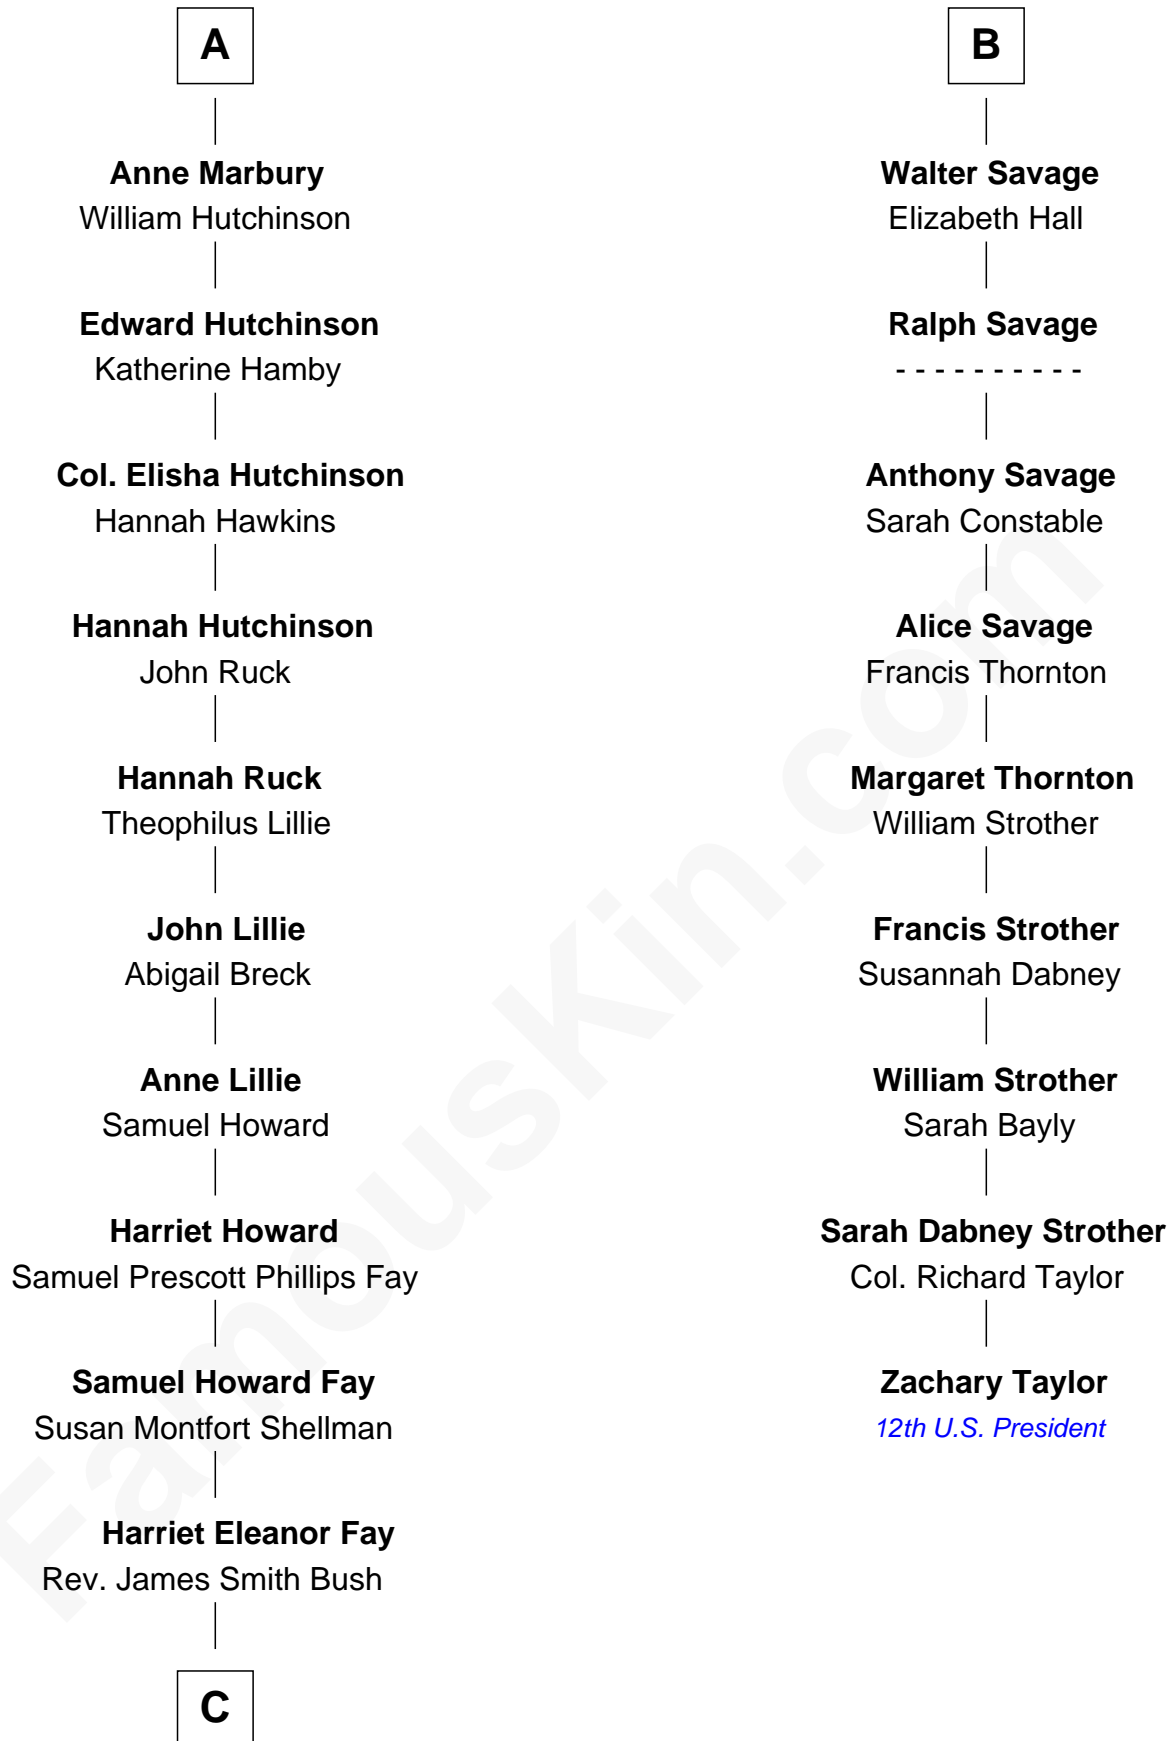 A
Anne Marbury
William Hutchinson
Edward Hutchinson
Katherine Hamby
Col. Elisha Hutchinson
Hannah Hawkins
Hannah Hutchinson
John Ruck
Hannah Ruck
Theophilus Lillie
John Lillie
Abigail Breck
Anne Lillie
Samuel Howard
Harriet Howard
Samuel Prescott Phillips Fay
Samuel Howard Fay
Susan Montfort Shellman
Harriet Eleanor Fay
Rev. James Smith Bush
C
B
Walter Savage
Elizabeth Hall
Ralph Savage
- - - - - - - - - -
Anthony Savage
Sarah Constable
Alice Savage
Francis Thornton
Margaret Thornton
William Strother
Francis Strother
Susannah Dabney
William Strother
Sarah Bayly
Sarah Dabney Strother
Col. Richard Taylor
Zachary Taylor
12th U.S. President
FamousKin.com